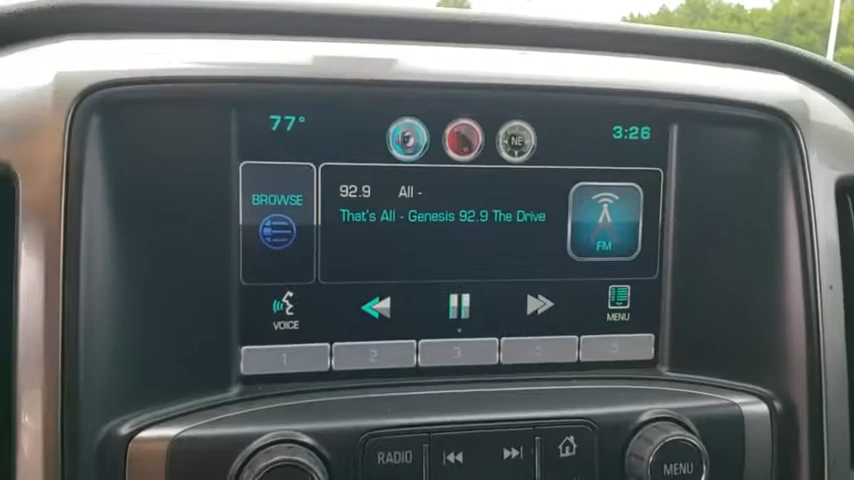 77°
NE
3:26
BROWSE
92.9 All -
That's All - Genesis 92.9 The Drive
FM
VOICE
MENU
1 2 3
RADIO
MENU